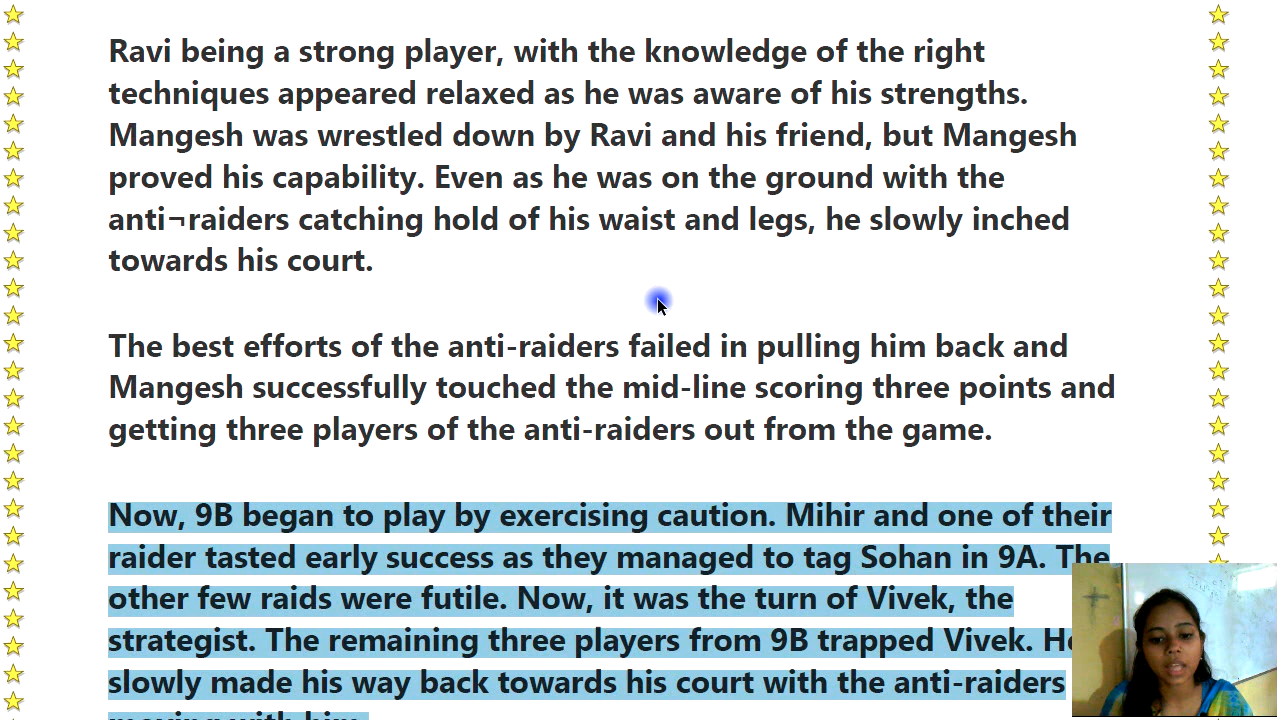 Ravi being a strong player, with the knowledge of the right
techniques appeared relaxed as he was aware of his strengths.
Mangesh was wrestled down by Ravi and his friend, but Mangesh
proved his capability. Even as he was on the ground with the
anti¬raiders catching hold of his waist and legs, he slowly inched
towards his court.
The best efforts of the anti-raiders failed in pulling him back and
Mangesh successfully touched the mid-line scoring three points and
getting three players of the anti-raiders out from the game.
Now, 9B began to play by exercising caution. Mihir and one of their
raider tasted early success as they managed to tag Sohan in 9A. The
other few raids were futile. Now, it was the turn of Vivek, the
strategist. The remaining three players from 9B trapped Vivek. He
slowly made his way back towards his court with the anti-raiders
moving with him.